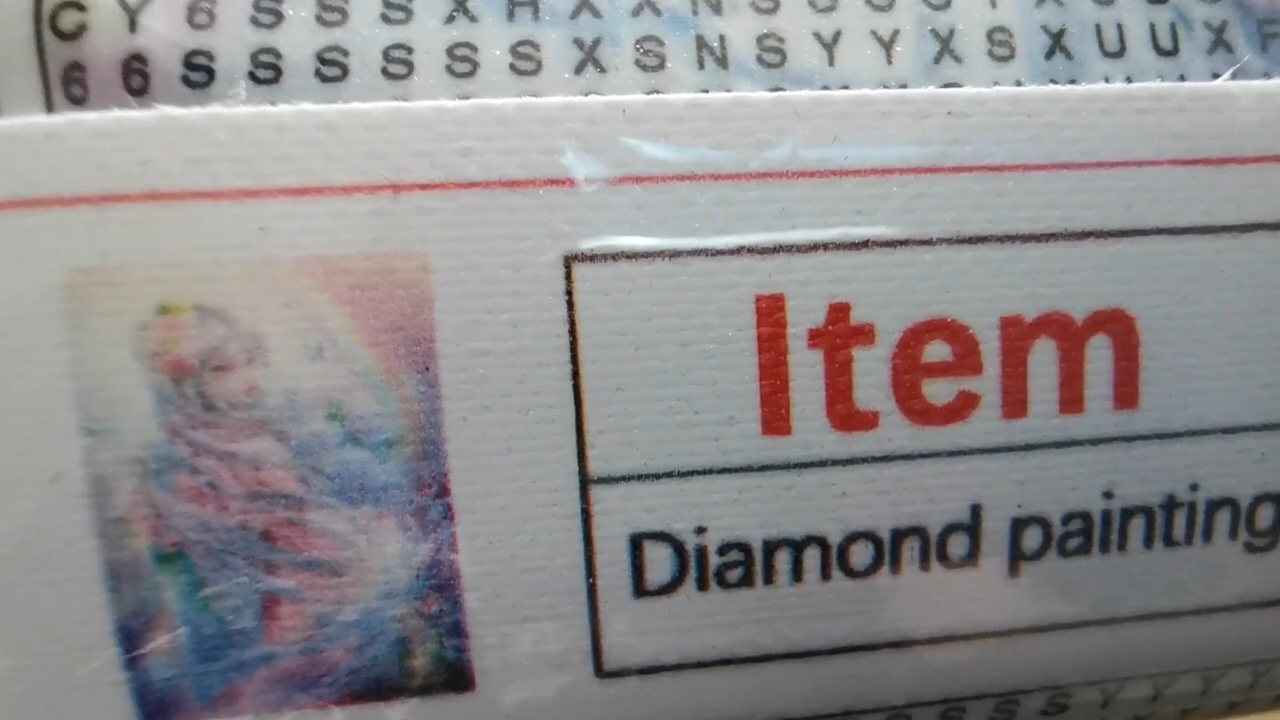 C Y 6 S S S X H X X N S
6 6 S S S S S S X S N S Y Y X S X U U X F
Item
Diamond painting
S S S S Y Y Y Y